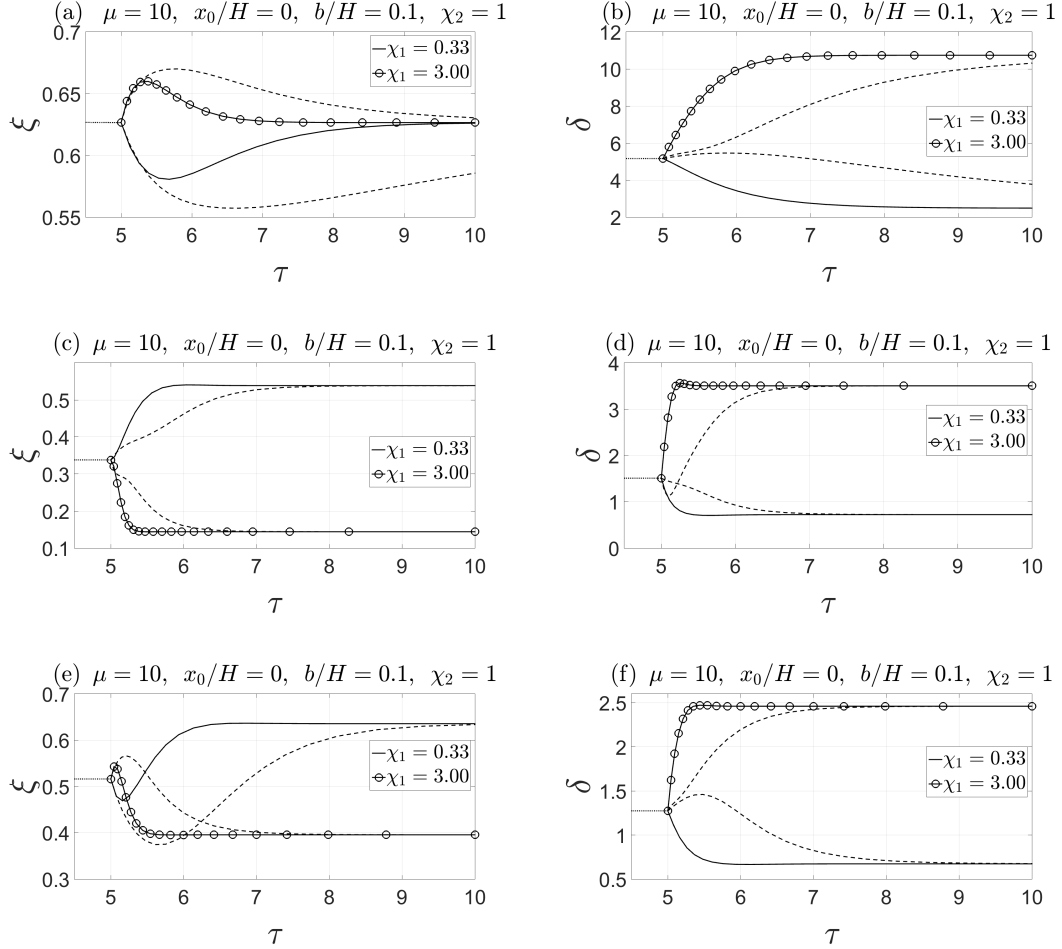 (a) μ = 10, x₀/H = 0, b/H = 0.1, χ₂ = 1
0.7
0.65
0.6
0.55
ξ
χ₁ = 0.33
χ₁ = 3.00
5 6 7 8 9 10
τ
(b) μ = 10, x₀/H = 0, b/H = 0.1, χ₂ = 1
12
10
8
6
4
2
δ
χ₁ = 0.33
χ₁ = 3.00
5 6 7 8 9 10
τ
(c) μ = 10, x₀/H = 0, b/H = 0.1, χ₂ = 1
0.5
0.4
0.3
0.2
0.1
ξ
χ₁ = 0.33
χ₁ = 3.00
5 6 7 8 9 10
τ
(d) μ = 10, x₀/H = 0, b/H = 0.1, χ₂ = 1
4
3
2
1
0
δ
χ₁ = 0.33
χ₁ = 3.00
5 6 7 8 9 10
τ
(e) μ = 10, x₀/H = 0, b/H = 0.1, χ₂ = 1
0.7
0.6
0.5
0.4
0.3
ξ
χ₁ = 0.33
χ₁ = 3.00
5 6 7 8 9 10
τ
(f) μ = 10, x₀/H = 0, b/H = 0.1, χ₂ = 1
2.5
2
1.5
1
0.5
δ
χ₁ = 0.33
χ₁ = 3.00
5 6 7 8 9 10
τ